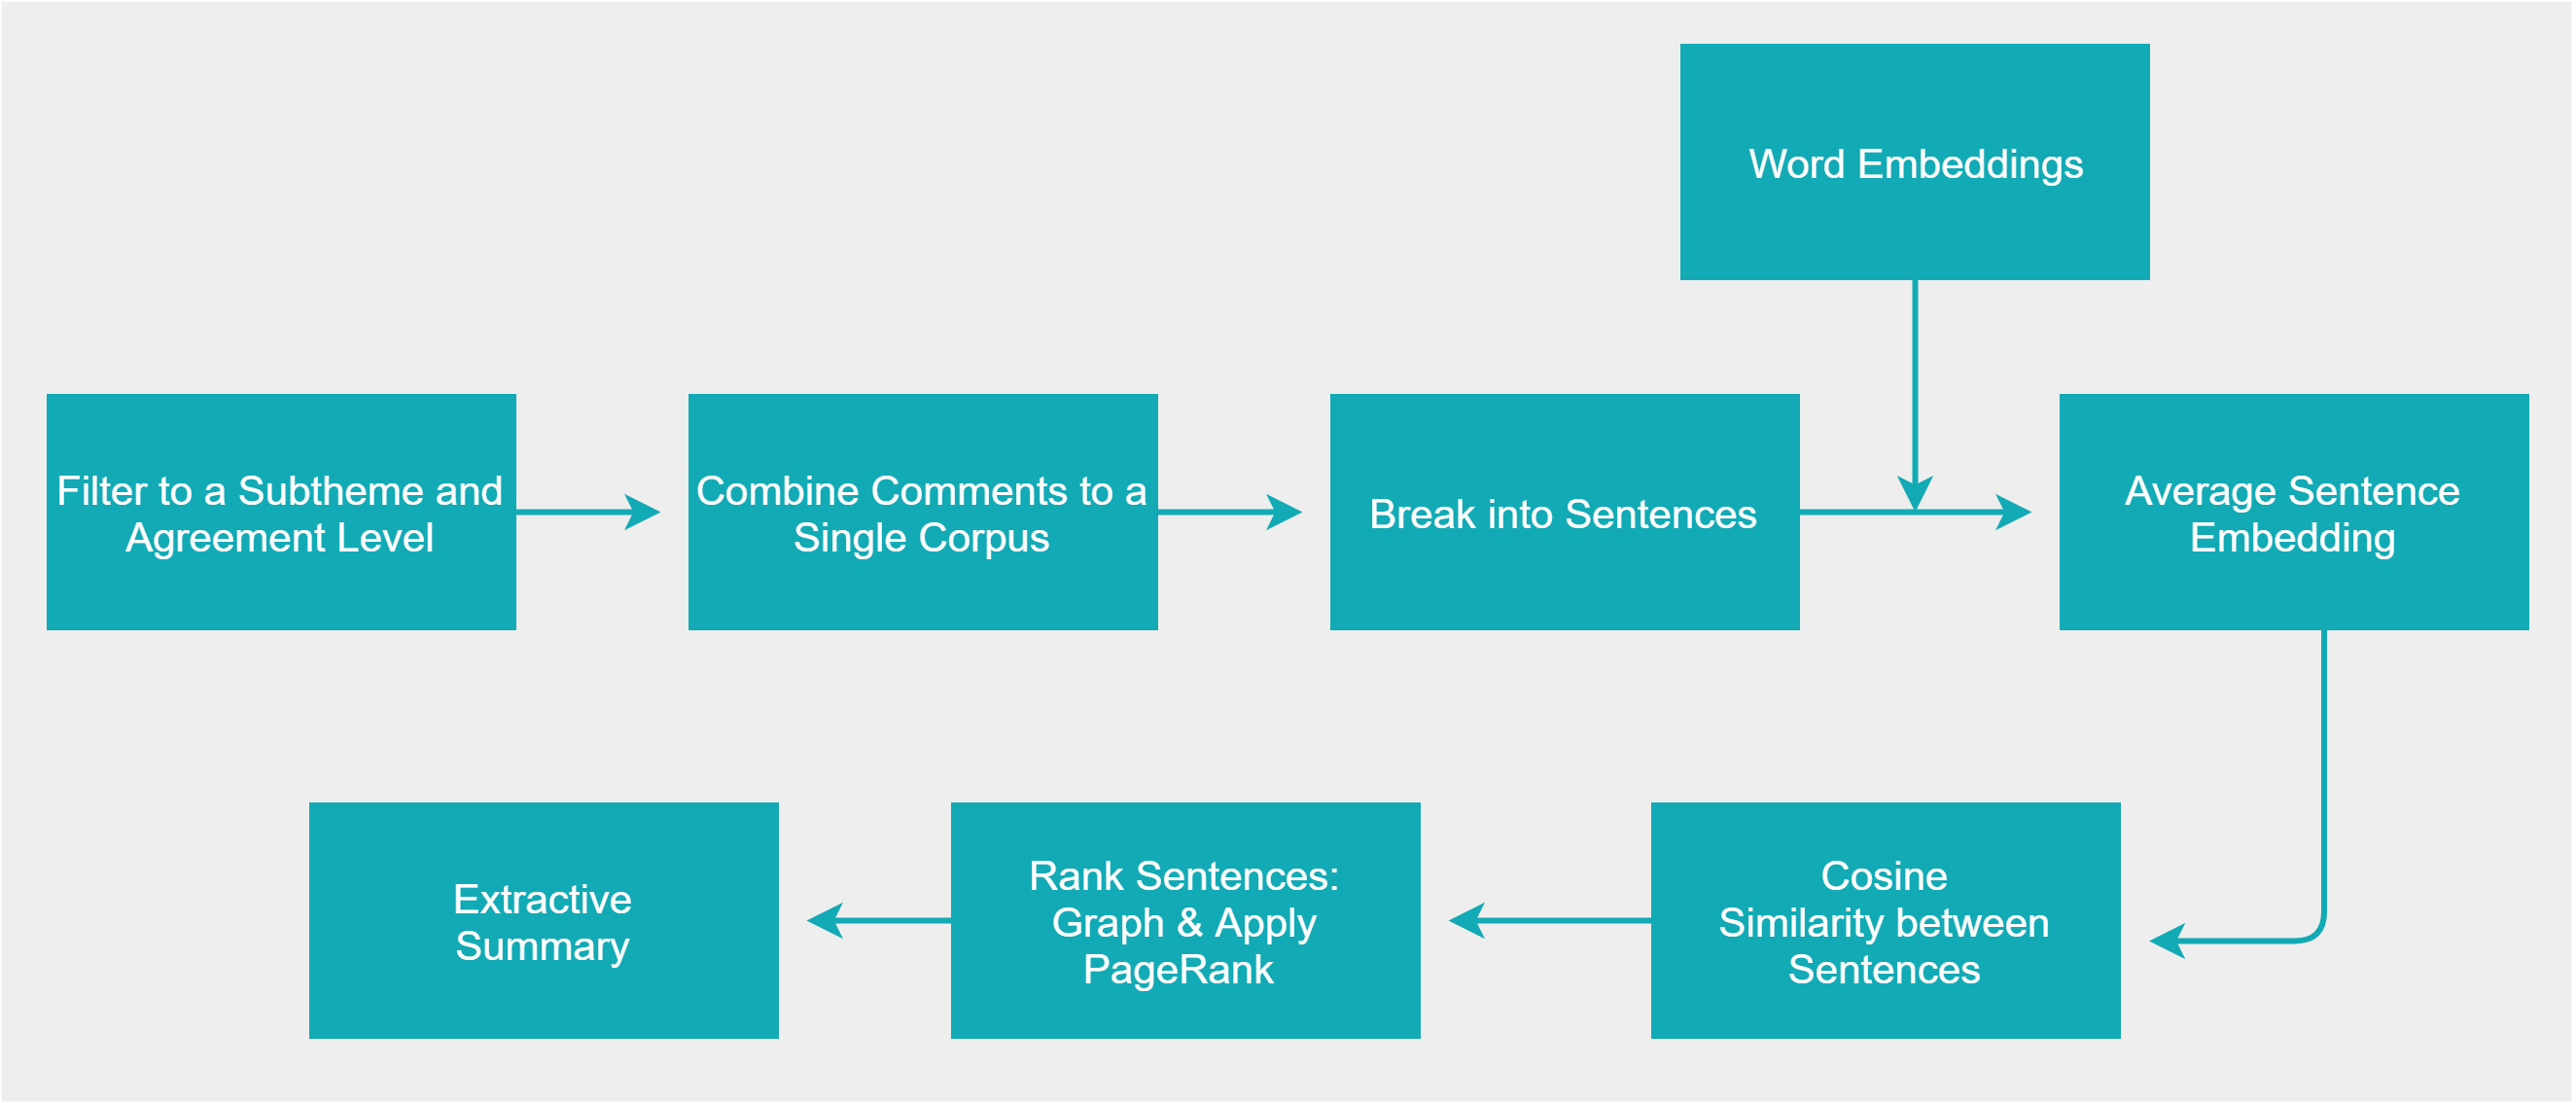 Word Embeddings
Filter to a Subtheme and
Agreement Level
Combine Comments to a
Single Corpus
Break into Sentences
Average Sentence
Embedding
Cosine
Similarity between
Sentences
Rank Sentences:
Graph & Apply
PageRank
Extractive
Summary